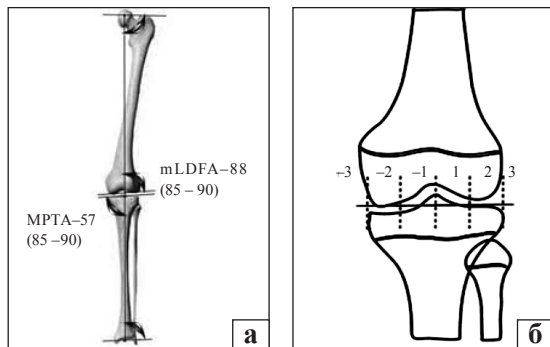 mLDFA–88
(85 – 90)
MPTA–57
(85 –90)
а
–3 –2 –1 1 2 3
б